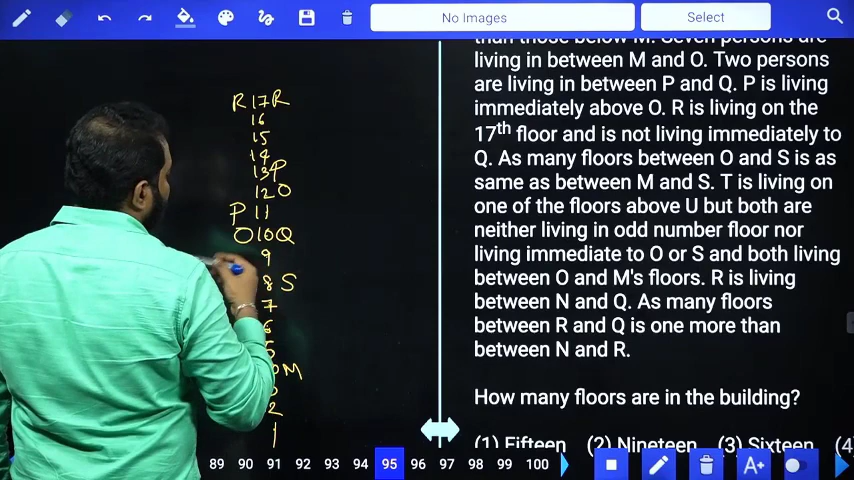 No Images
Select
than those below M. Seven persons are
living in between M and O. Two persons
are living in between P and Q. P is living
immediately above O. R is living on the
17th floor and is not living immediately to
Q. As many floors between O and S is as
same as between M and S. T is living on
one of the floors above U but both are
neither living in odd number floor nor
living immediate to O or S and both living
between O and M's floors. R is living
between N and Q. As many floors
between R and Q is one more than
between N and R.
How many floors are in the building?
(1) Fifteen (2) Nineteen (3) Sixteen (4
R 17 R
16
15
14
13 P
12 O
P 11
O 10 Q
9
8 S
7
6
5
M
2
1
89 90 91 92 93 94 95 96 97 98 99 100
A+